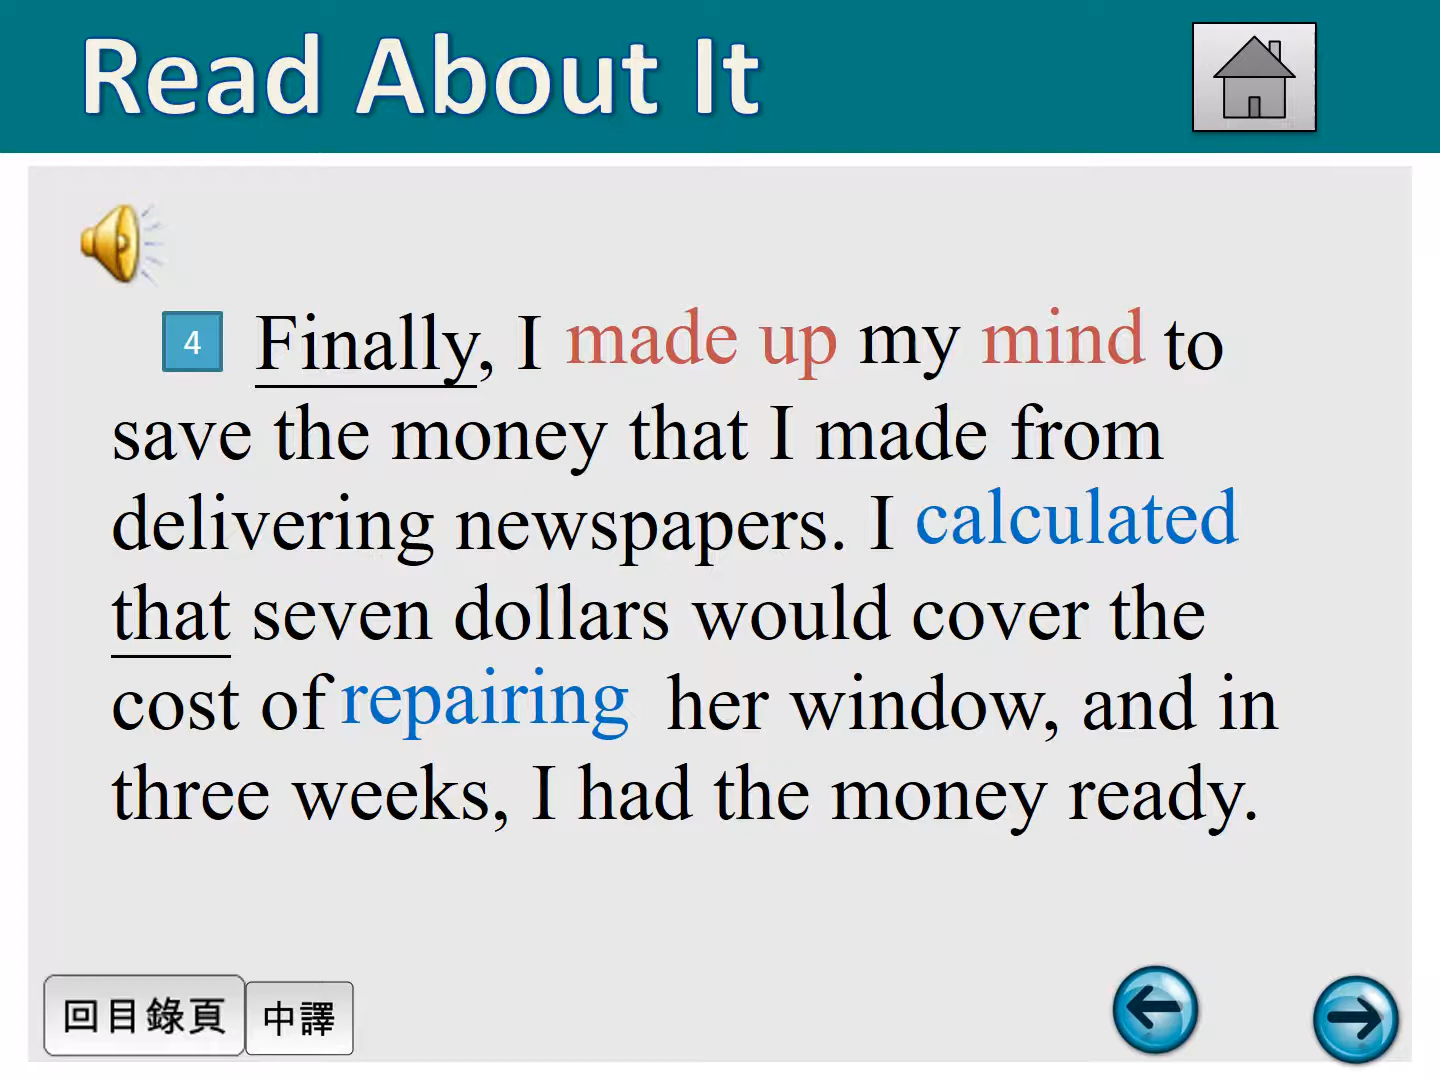 Read About It
4 Finally, I made up my mind to
save the money that I made from
delivering newspapers. I calculated
that seven dollars would cover the
cost of repairing her window, and in
three weeks, I had the money ready.
回目錄頁 中譯